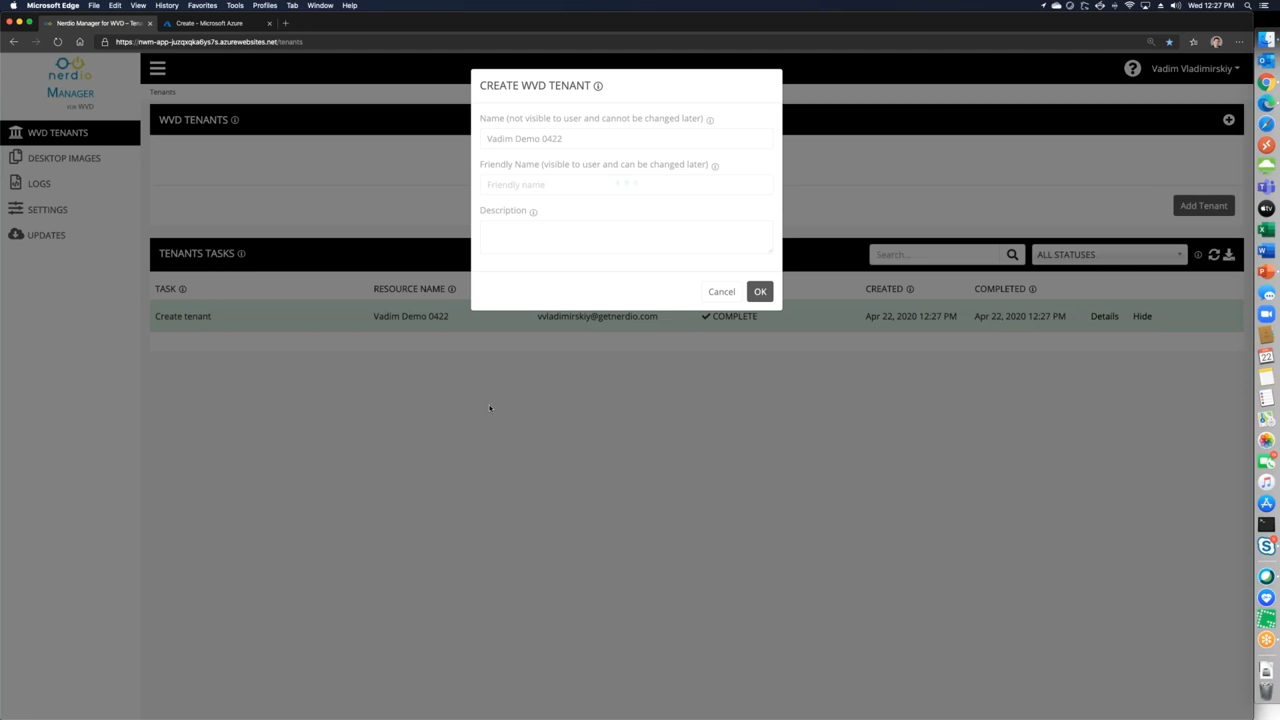 Microsoft Edge File Edit View History Favorites Tools Profiles Tab Window Help Wed 12:27 PM
Nerdio Manager for WVD – Ten Create - Microsoft Azure
https://nwm-app-juzqxqka6ys7s.azurewebsites.net/tenants
nerdio
MANAGER
FOR WVD
Vadim Vladimirskiy
Tenants
WVD TENANTS
DESKTOP IMAGES
LOGS
SETTINGS
UPDATES
WVD TENANTS
Add Tenant
CREATE WVD TENANT
Name (not visible to user and cannot be changed later)
Vadim Demo 0422
Friendly Name (visible to user and can be changed later)
Friendly name
Description
Cancel OK
TENANTS TASKS
Search... ALL STATUSES
TASK RESOURCE NAME CREATED COMPLETED
Create tenant Vadim Demo 0422 vvladimirskiy@getnerdio.com COMPLETE Apr 22, 2020 12:27 PM Apr 22, 2020 12:27 PM Details Hide